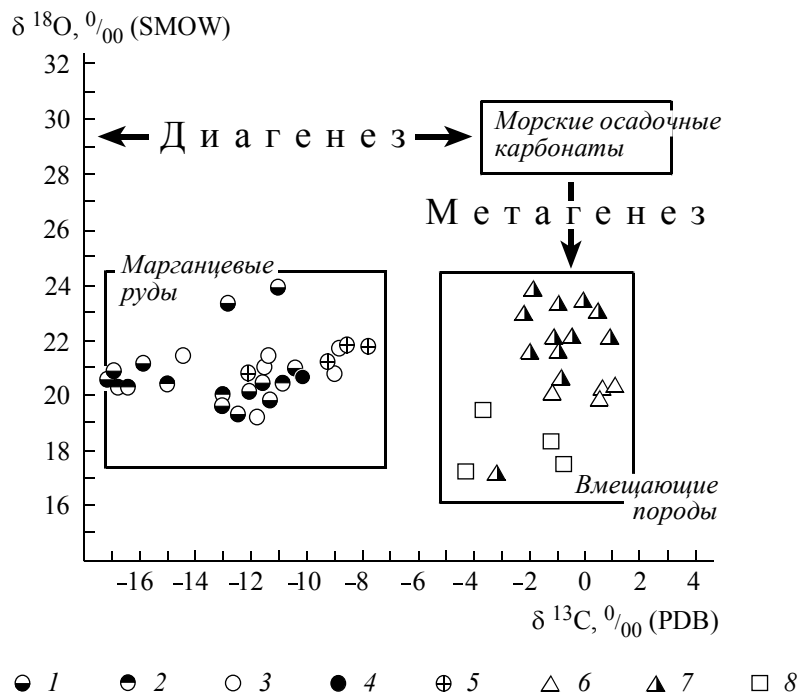 δ ¹⁸O, ⁰/₀₀ (SMOW)
32
30
28
26
24
22
20
18
16
Диагенез
Морские осадочные
карбонаты
Метагенез
Марганцевые
руды
Вмещающие
породы
–16 –14 –12 –10 –8 –6 –4 –2 0 2 4
δ ¹³C, ⁰/₀₀ (PDB)
1 2 3 4 5 6 7 8